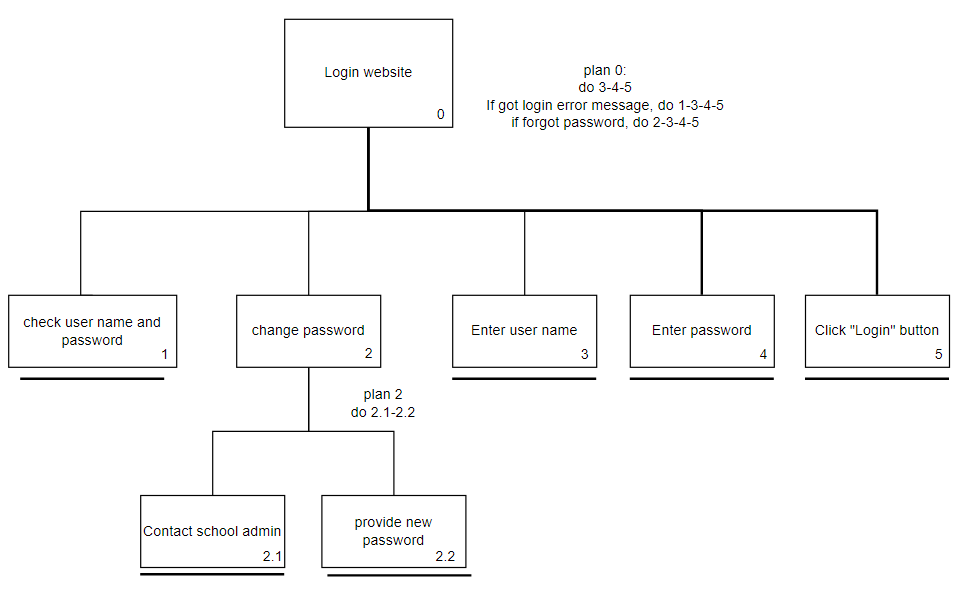 Login website
0
plan 0:
do 3-4-5
If got login error message, do 1-3-4-5
if forgot password, do 2-3-4-5
check user name and
password
1
change password
2
Enter user name
3
Enter password
4
Click "Login" button
5
plan 2
do 2.1-2.2
Contact school admin
2.1
provide new
password
2.2